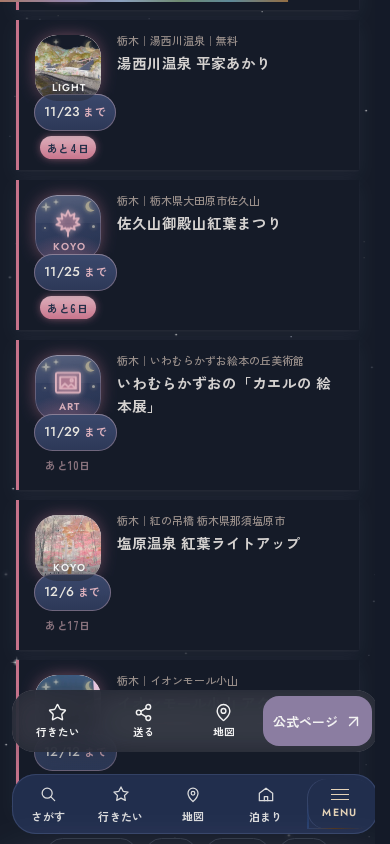 栃木｜湯西川温泉｜無料
湯西川温泉 平家あかり
LIGHT
11/23 まで
あと4日
栃木｜栃木県大田原市佐久山
佐久山御殿山紅葉まつり
KOYO
11/25 まで
あと6日
栃木｜いわむらかずお絵本の丘美術館
いわむらかずおの「カエルの 絵
本展」
ART
11/29 まで
あと10日
栃木｜紅の吊橋 栃木県那須塩原市
塩原温泉 紅葉ライトアップ
KOYO
12/6 まで
あと17日
栃木｜イオンモール小山
行きたい
送る
地図
公式ページ
12/12 まで
さがす
行きたい
地図
泊まり
MENU